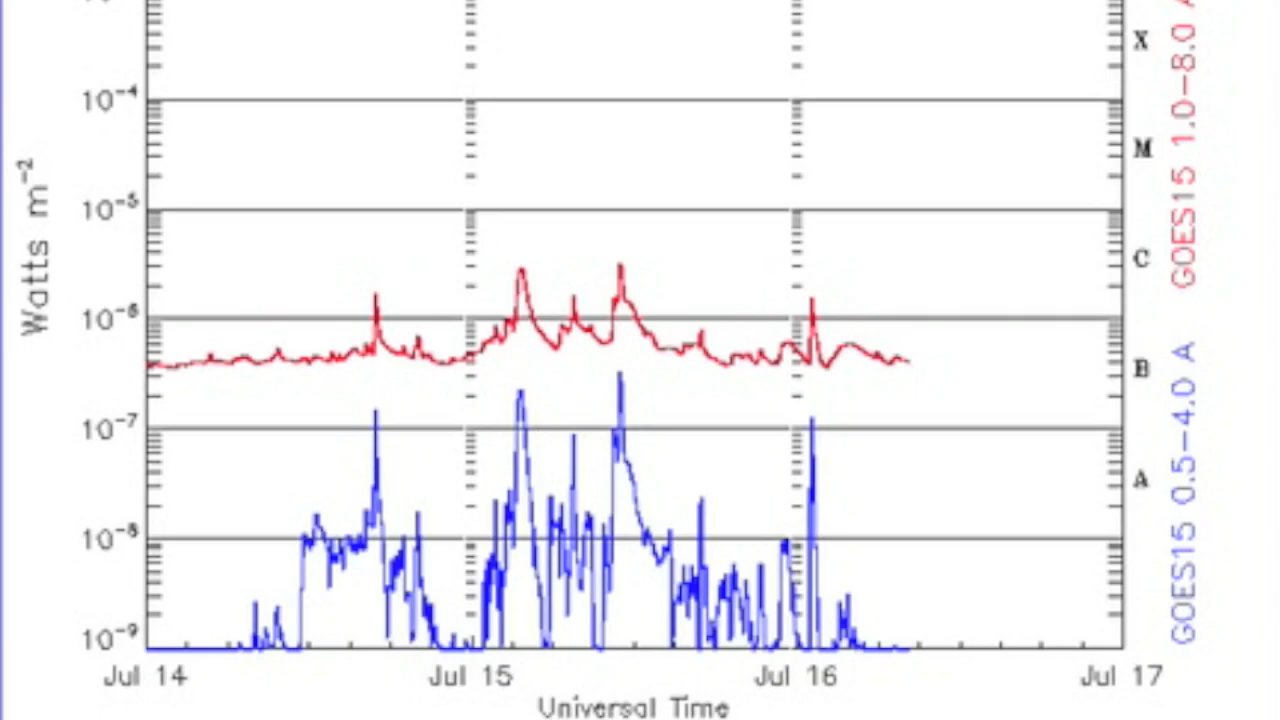 X
10⁻⁴
M
10⁻⁵
C
10⁻⁶
B
10⁻⁷
A
10⁻⁸
10⁻⁹
Watts m⁻²
Jul 14
Jul 15
Jul 16
Jul 17
Universal Time
GOES15 1.0-8.0
GOES15 0.5-4.0 A